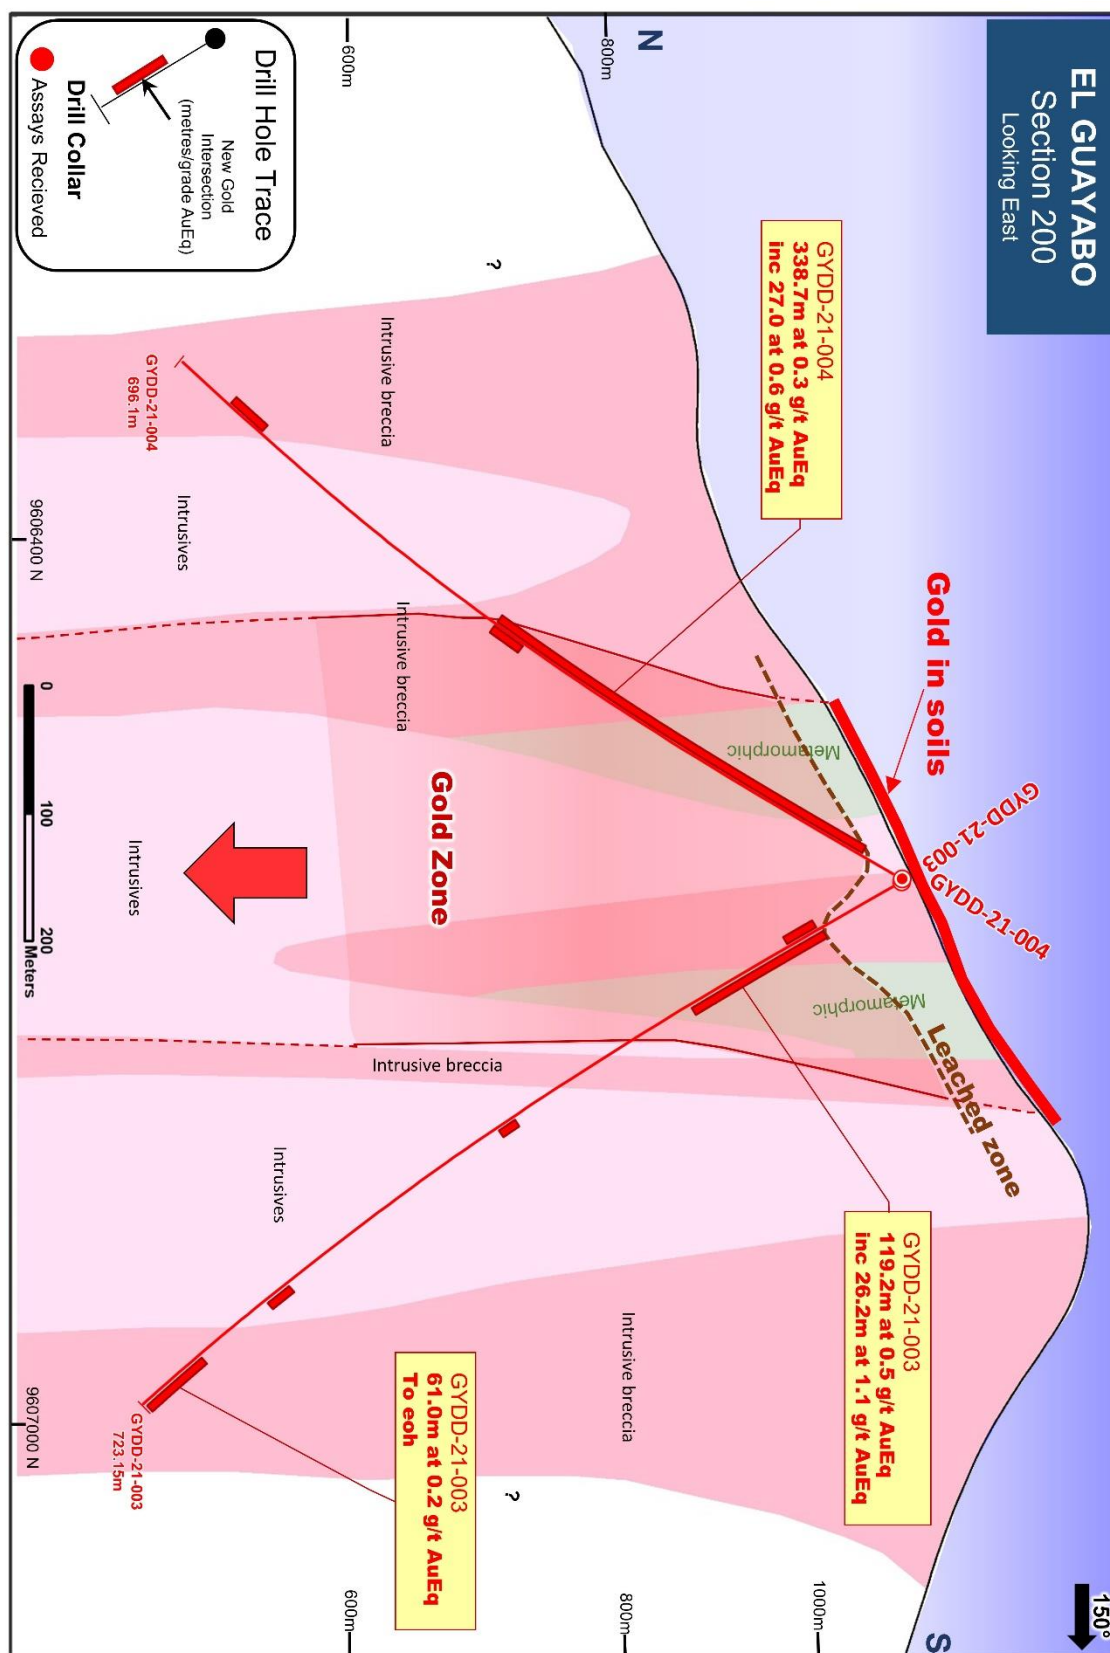 EL GUAYABO
Section 200
Looking East
N
S
150°
800m
600m
1000m
800m
600m
GYDD-21-004
338.7m at 0.3 g/t AuEq
inc 27.0 at 0.6 g/t AuEq
Gold in soils
GYDD-21-003
GYDD-21-004
Leached zone
GYDD-21-003
119.2m at 0.5 g/t AuEq
inc 26.2m at 1.1 g/t AuEq
GYDD-21-003
61.0m at 0.2 g/t AuEq
To eoh
Metamorphic
Metamorphic
Gold Zone
Intrusive breccia
Intrusive breccia
Intrusive breccia
Intrusive breccia
Intrusives
Intrusives
Intrusives
?
?
GYDD-21-004
696.1m
GYDD-21-003
723.15m
9606400 N
9607000 N
0
100
200
Meters
Drill Hole Trace
New Gold
Intersection
(metres/grade AuEq)
Drill Collar
Assays Recieved